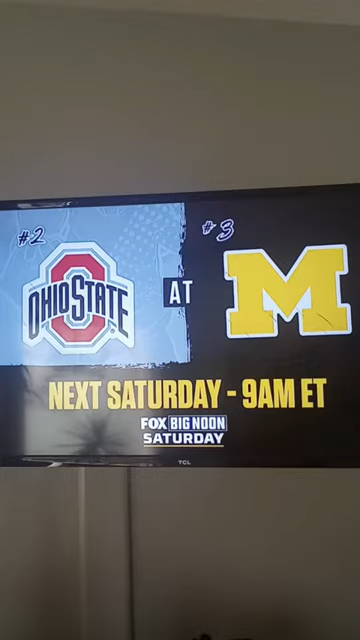 #2
#3
OHIO STATE
AT
M
NEXT SATURDAY - 9AM ET
FOX BIG NOON
SATURDAY
TCL